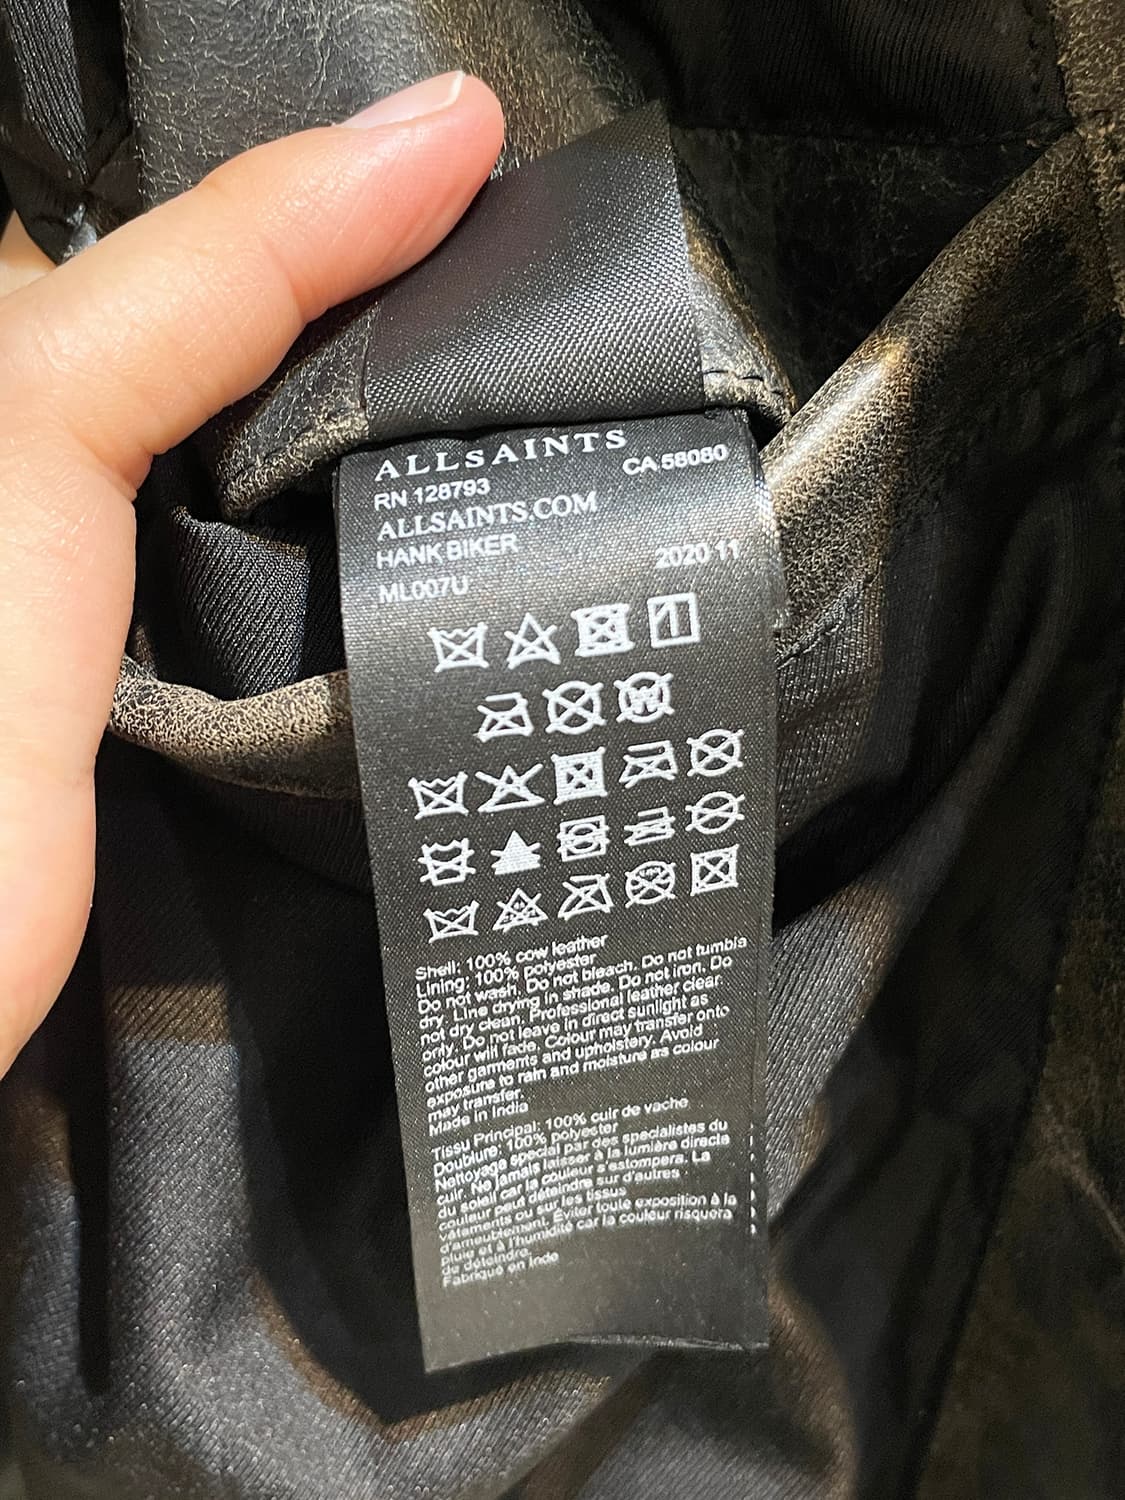 ALLSAINTS
RN 128793 CA 58080
ALLSAINTS.COM
HANK BIKER 2020 11
ML007U
W
Shell: 100% cow leather
Lining: 100% polyester
Do not wash. Do not bleach. Do not tumble
dry. Line drying in shade. Do not iron. Do
not dry clean. Professional leather clean
only. Do not leave in direct sunlight as
colour will fade. Colour may transfer onto
other garments and upholstery. Avoid
exposure to rain and moisture as colour
may transfer.
Made in India
Tissu Principal: 100% cuir de vache
Doublure: 100% polyester
Nettoyage spécial par des spécialistes du
cuir. Ne jamais laisser à la lumière directe
du soleil car la couleur s'estompera. La
couleur peut déteindre sur d'autres
vêtements ou sur les tissus
d'ameublement. Éviter toute exposition à la
pluie et à l'humidité car la couleur risquera
de déteindre.
Fabriqué en Inde